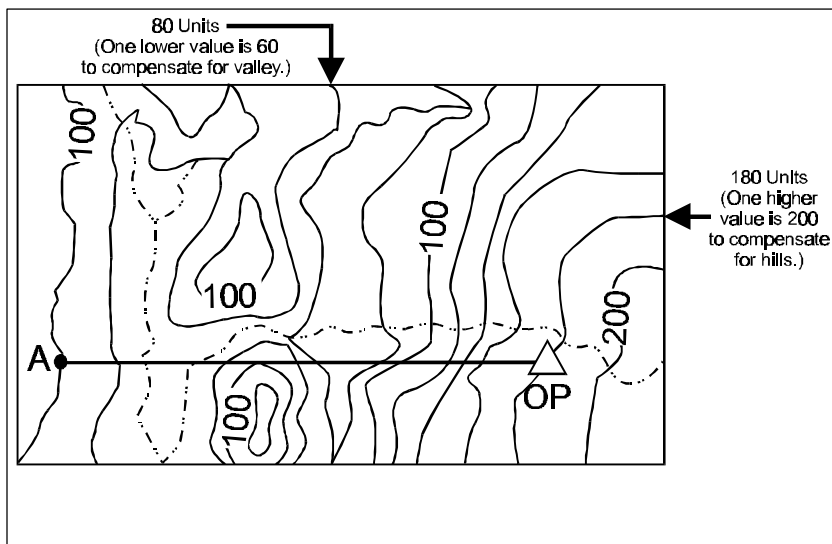 80 Units
(One lower value is 60
to compensate for valley.)
100
180 Units
(One higher
value is 200
to compensate
for hills.)
100
100
200
A
OP
100